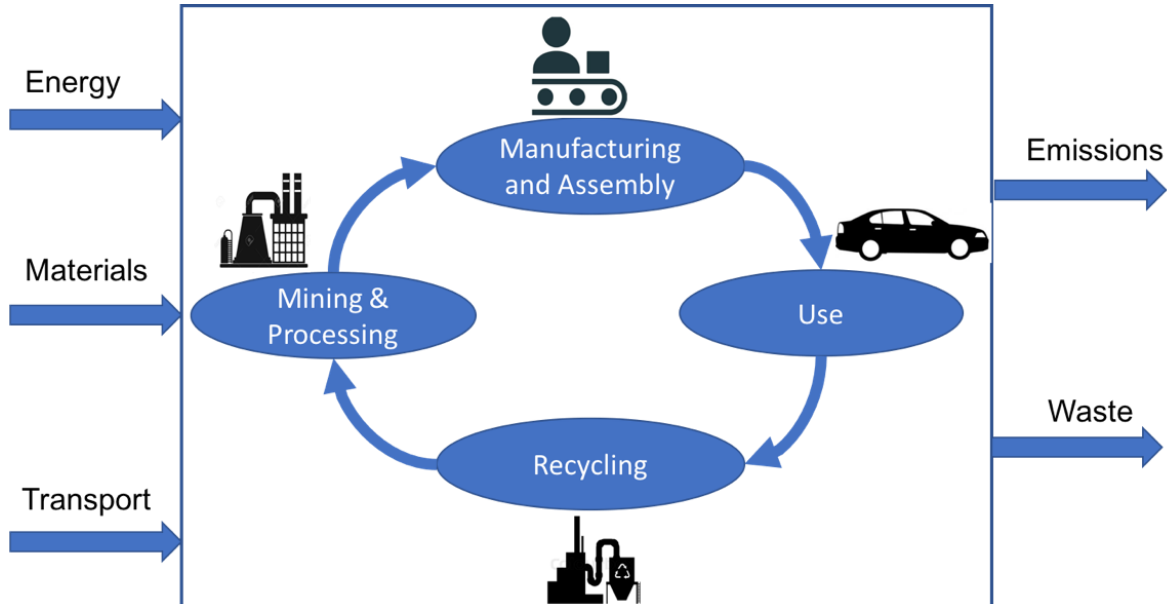 Energy
Materials
Transport
Manufacturing
and Assembly
Mining &
Processing
Use
Recycling
Emissions
Waste